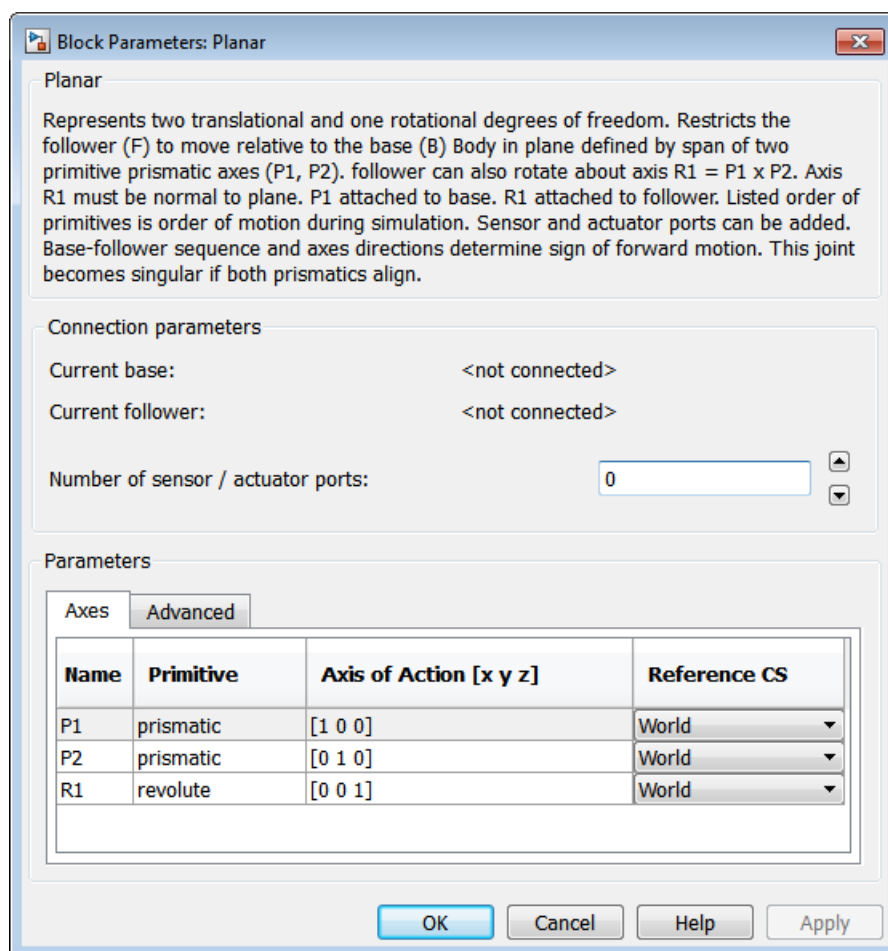 Block Parameters: Planar
Planar
Represents two translational and one rotational degrees of freedom. Restricts the
follower (F) to move relative to the base (B) Body in plane defined by span of two
primitive prismatic axes (P1, P2). follower can also rotate about axis R1 = P1 x P2. Axis
R1 must be normal to plane. P1 attached to base. R1 attached to follower. Listed order of
primitives is order of motion during simulation. Sensor and actuator ports can be added.
Base-follower sequence and axes directions determine sign of forward motion. This joint
becomes singular if both prismatics align.
Connection parameters
Current base: <not connected>
Current follower: <not connected>
Number of sensor / actuator ports: 0
Parameters
Axes Advanced
Name Primitive Axis of Action [x y z] Reference CS
P1 prismatic [1 0 0] World
P2 prismatic [0 1 0] World
R1 revolute [0 0 1] World
OK Cancel Help Apply